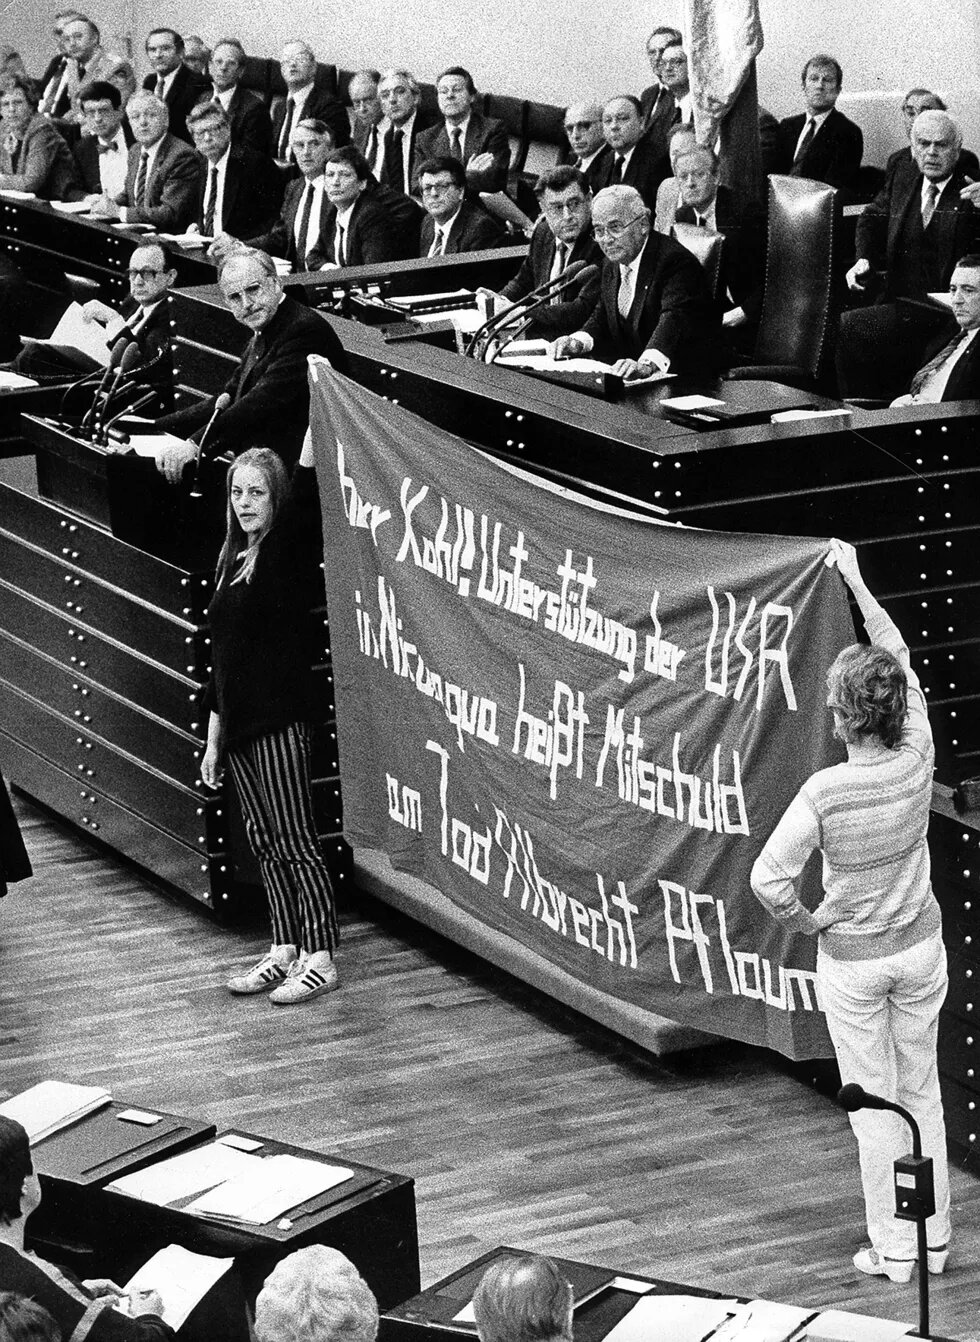 herr Kohl! Unterstützung der USA
in Nicaragua heißt Mitschuld
am Tod Albrecht Pflaum